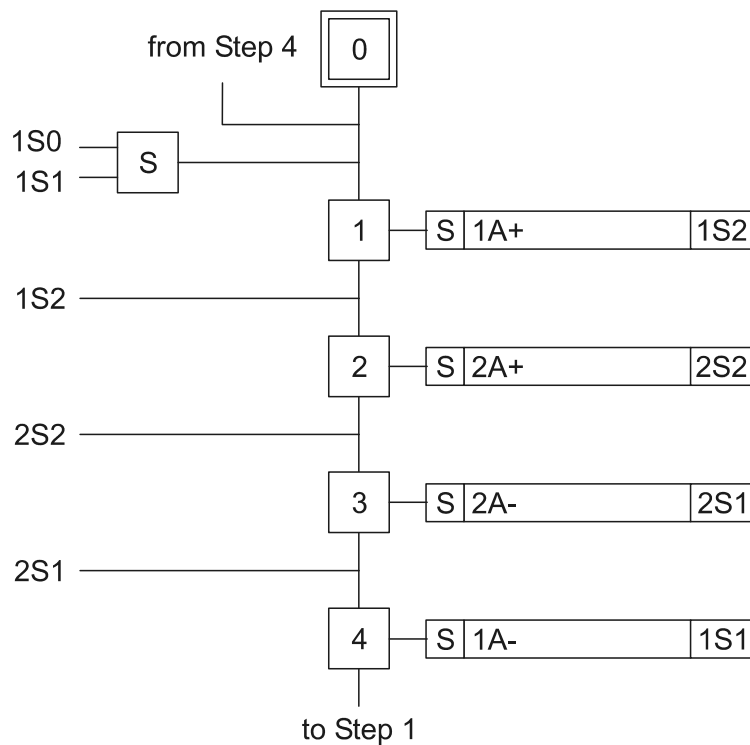 from Step 4
0
1S0
S
1S1
1
S 1A+ 1S2
1S2
2
S 2A+ 2S2
2S2
3
S 2A- 2S1
2S1
4
S 1A- 1S1
to Step 1